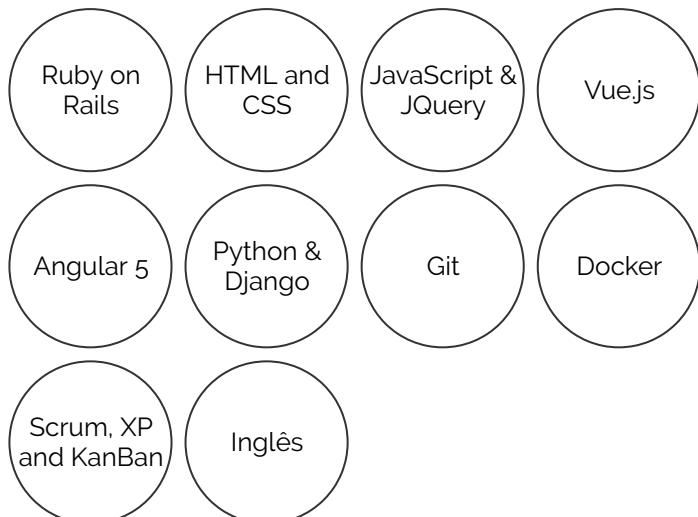 Ruby on
Rails
HTML and
CSS
JavaScript &
JQuery
Vue.js
Angular 5
Python &
Django
Git
Docker
Scrum, XP
and KanBan
Inglês